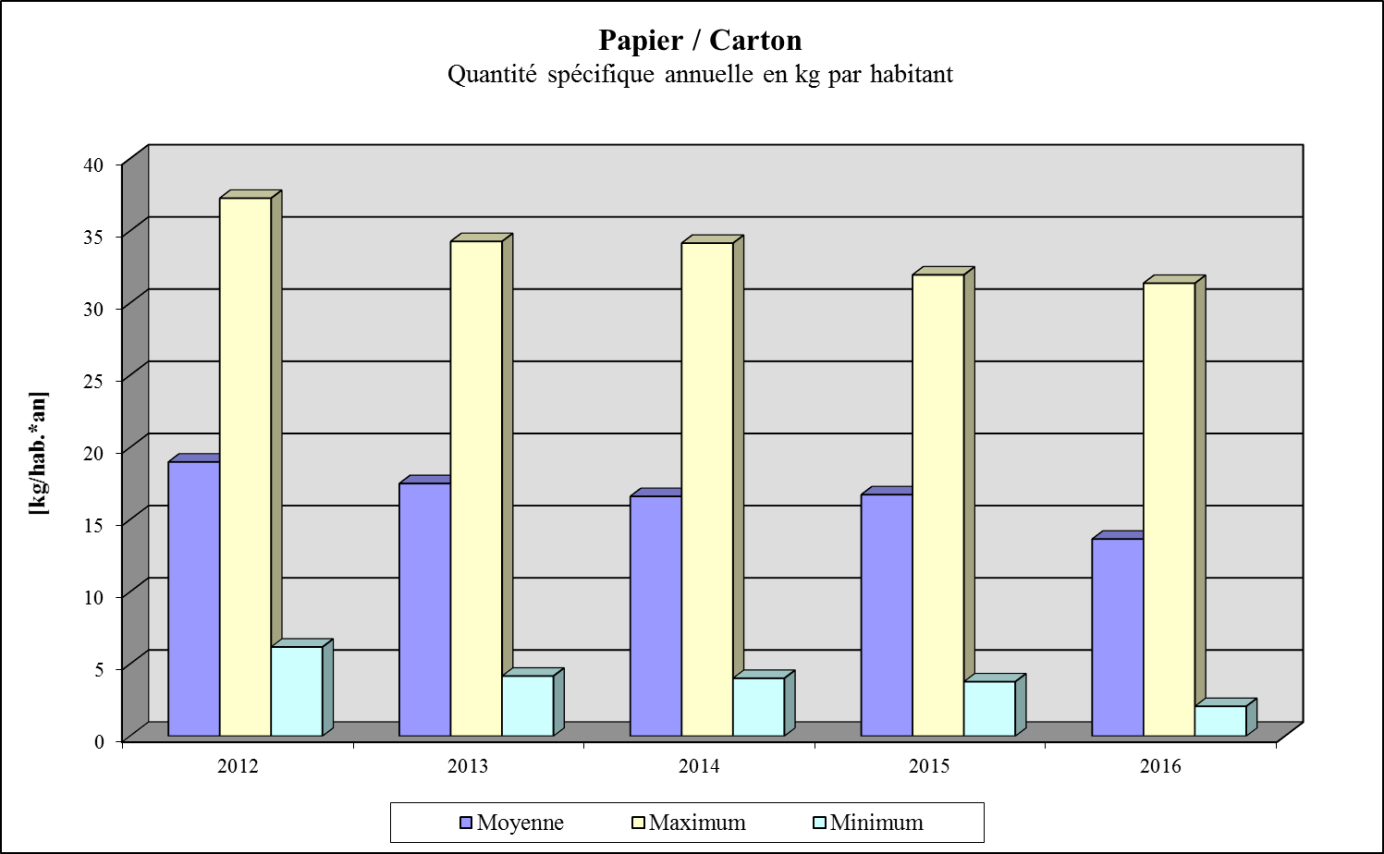 Papier / Carton
Quantité spécifique annuelle en kg par habitant
40
35
30
25
20
15
10
5
0
[kg/hab.*an]
2012 2013 2014 2015 2016
Moyenne Maximum Minimum